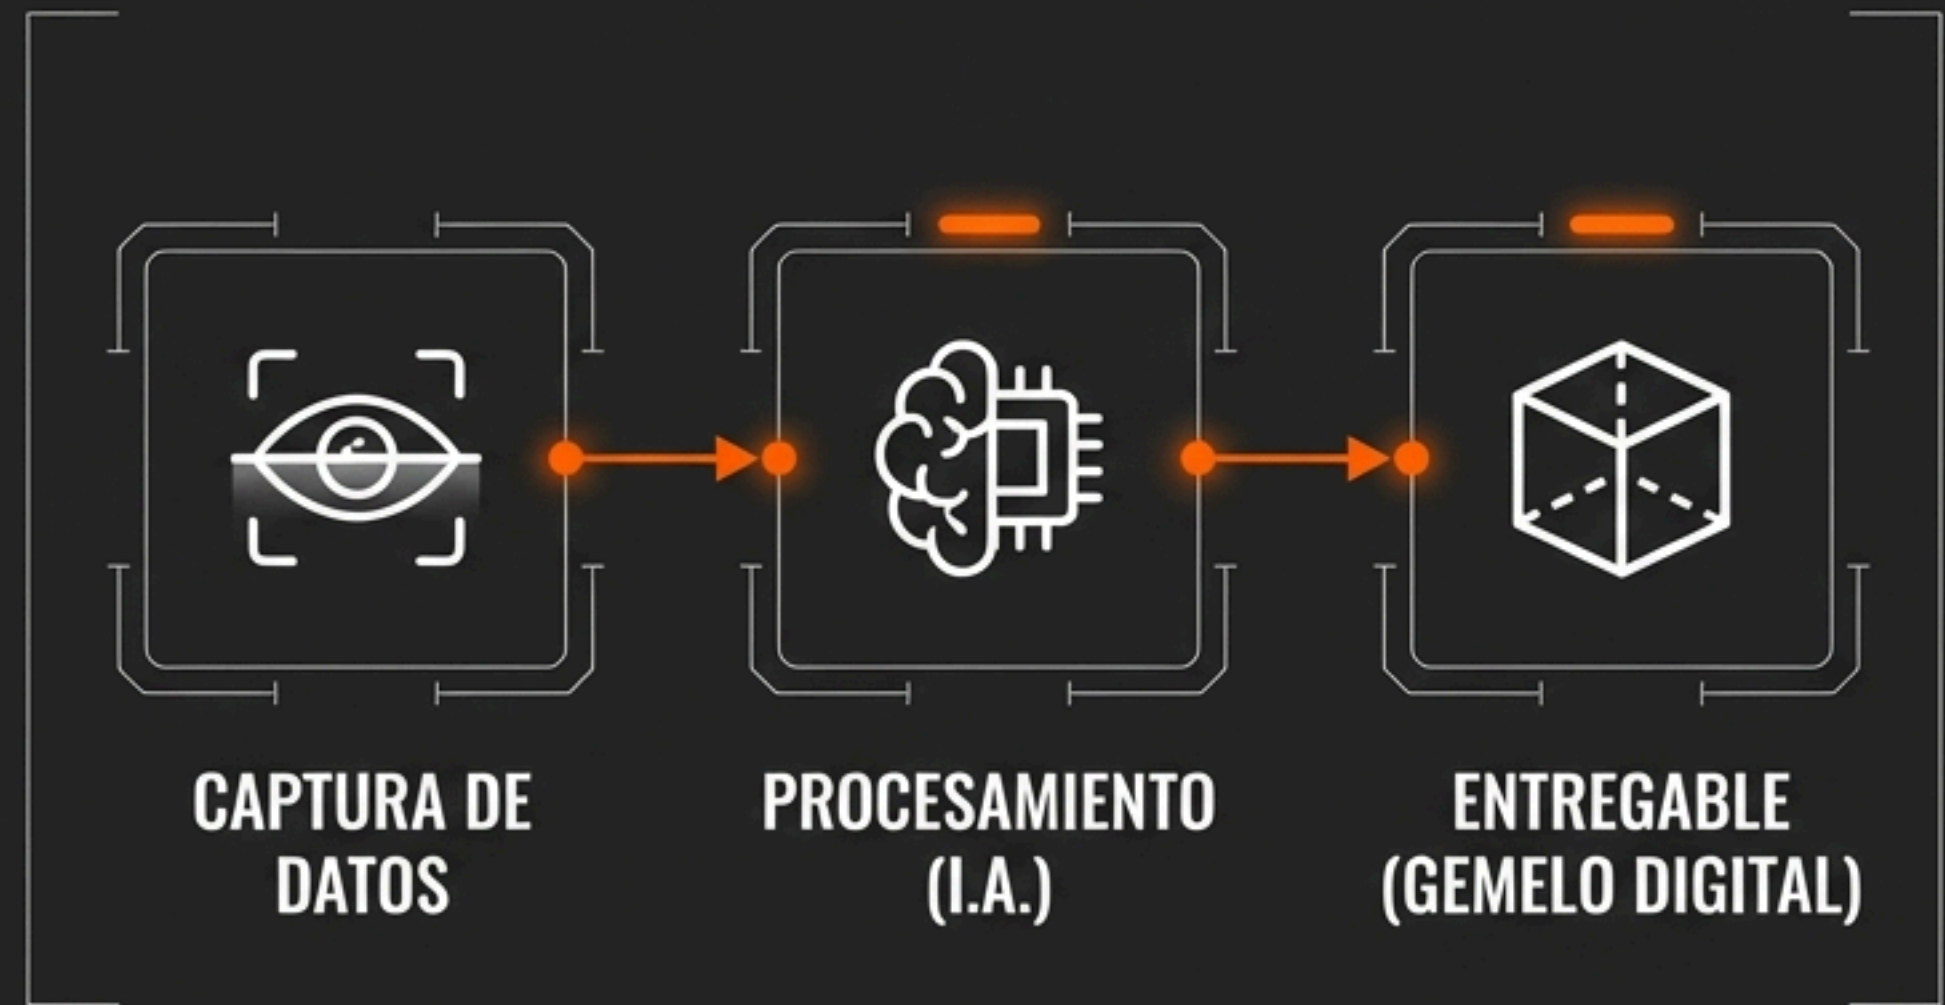 CAPTURA DE
DATOS
PROCESAMIENTO
(I.A.)
ENTREGABLE
(GEMELO DIGITAL)